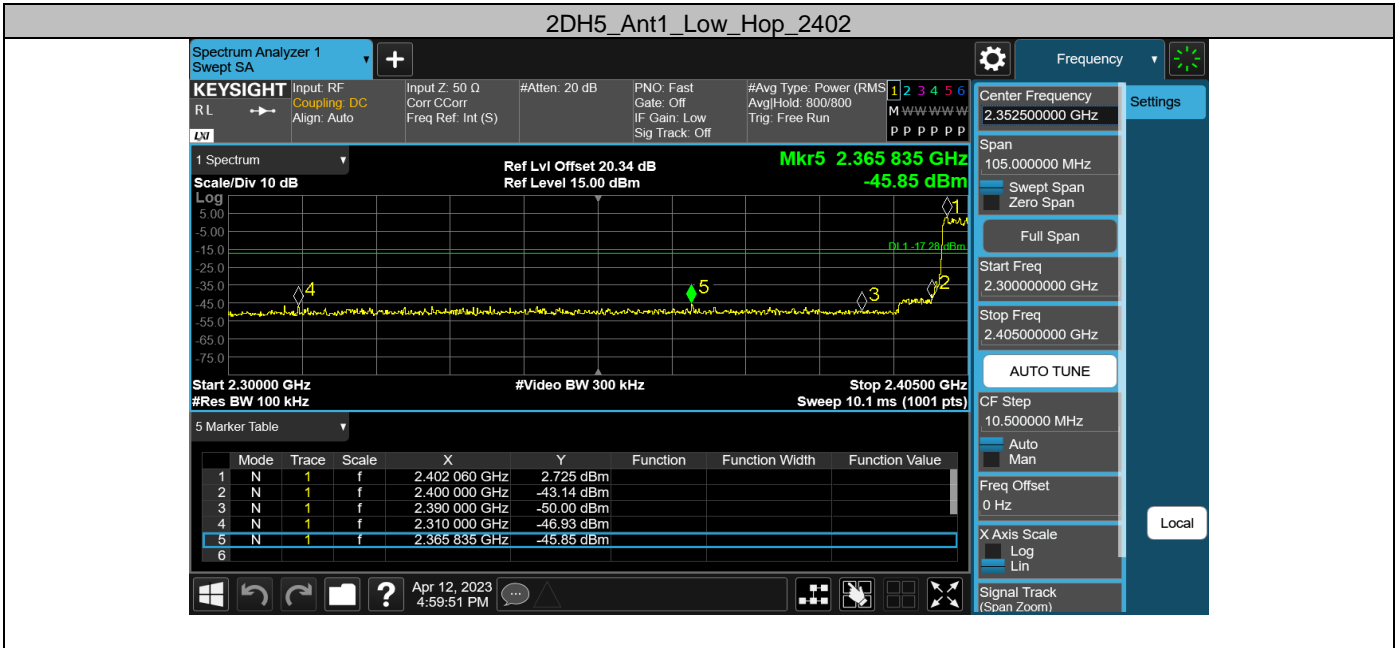 2DH5_Ant1_Low_Hop_2402
Spectrum Analyzer 1
Swept SA
+
Frequency
KEYSIGHT
RL
LXI
Input: RF
Coupling: DC
Align: Auto
Input Z: 50 Ω
Corr CCorr
Freq Ref: Int (S)
#Atten: 20 dB
PNO: Fast
Gate: Off
IF Gain: Low
Sig Track: Off
#Avg Type: Power (RMS
Avg|Hold: 800/800
Trig: Free Run
1 2 3 4 5 6
M W W W W W
P P P P P P
1 Spectrum
Scale/Div 10 dB
Ref Lvl Offset 20.34 dB
Ref Level 15.00 dBm
Mkr5 2.365 835 GHz
-45.85 dBm
Log
5.00
-5.00
-15.0
-25.0
-35.0
-45.0
-55.0
-65.0
-75.0
1
DL1 -17.28 dBm
4
5
3
2
Start 2.30000 GHz
#Video BW 300 kHz
Stop 2.40500 GHz
#Res BW 100 kHz
Sweep 10.1 ms (1001 pts)
5 Marker Table
Mode Trace Scale X Y Function Function Width Function Value
1 N 1 f 2.402 060 GHz 2.725 dBm
2 N 1 f 2.400 000 GHz -43.14 dBm
3 N 1 f 2.390 000 GHz -50.00 dBm
4 N 1 f 2.310 000 GHz -46.93 dBm
5 N 1 f 2.365 835 GHz -45.85 dBm
6
?
Apr 12, 2023
4:59:51 PM
Center Frequency
2.352500000 GHz
Settings
Span
105.000000 MHz
Swept Span
Zero Span
Full Span
Start Freq
2.300000000 GHz
Stop Freq
2.405000000 GHz
AUTO TUNE
CF Step
10.500000 MHz
Auto
Man
Freq Offset
0 Hz
Local
X Axis Scale
Log
Lin
Signal Track
(Span Zoom)